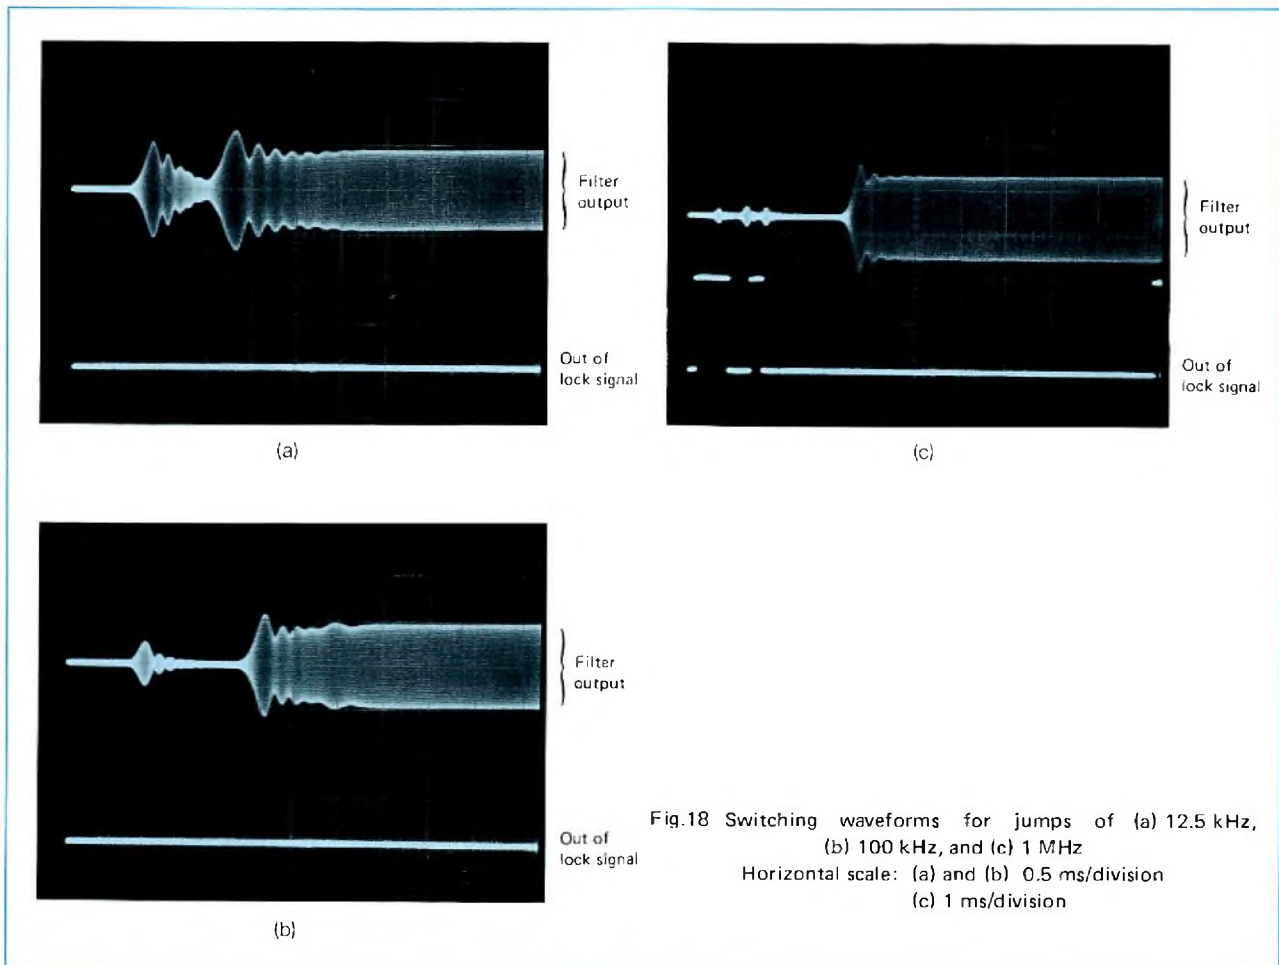 Filter
output
Out of
lock signal
(a)
Filter
output
Out of
lock signal
(c)
Filter
output
Out of
lock signal
(b)
Fig.18 Switching waveforms for jumps of (a) 12.5 kHz,
(b) 100 kHz, and (c) 1 MHz
Horizontal scale: (a) and (b) 0.5 ms/division
(c) 1 ms/division